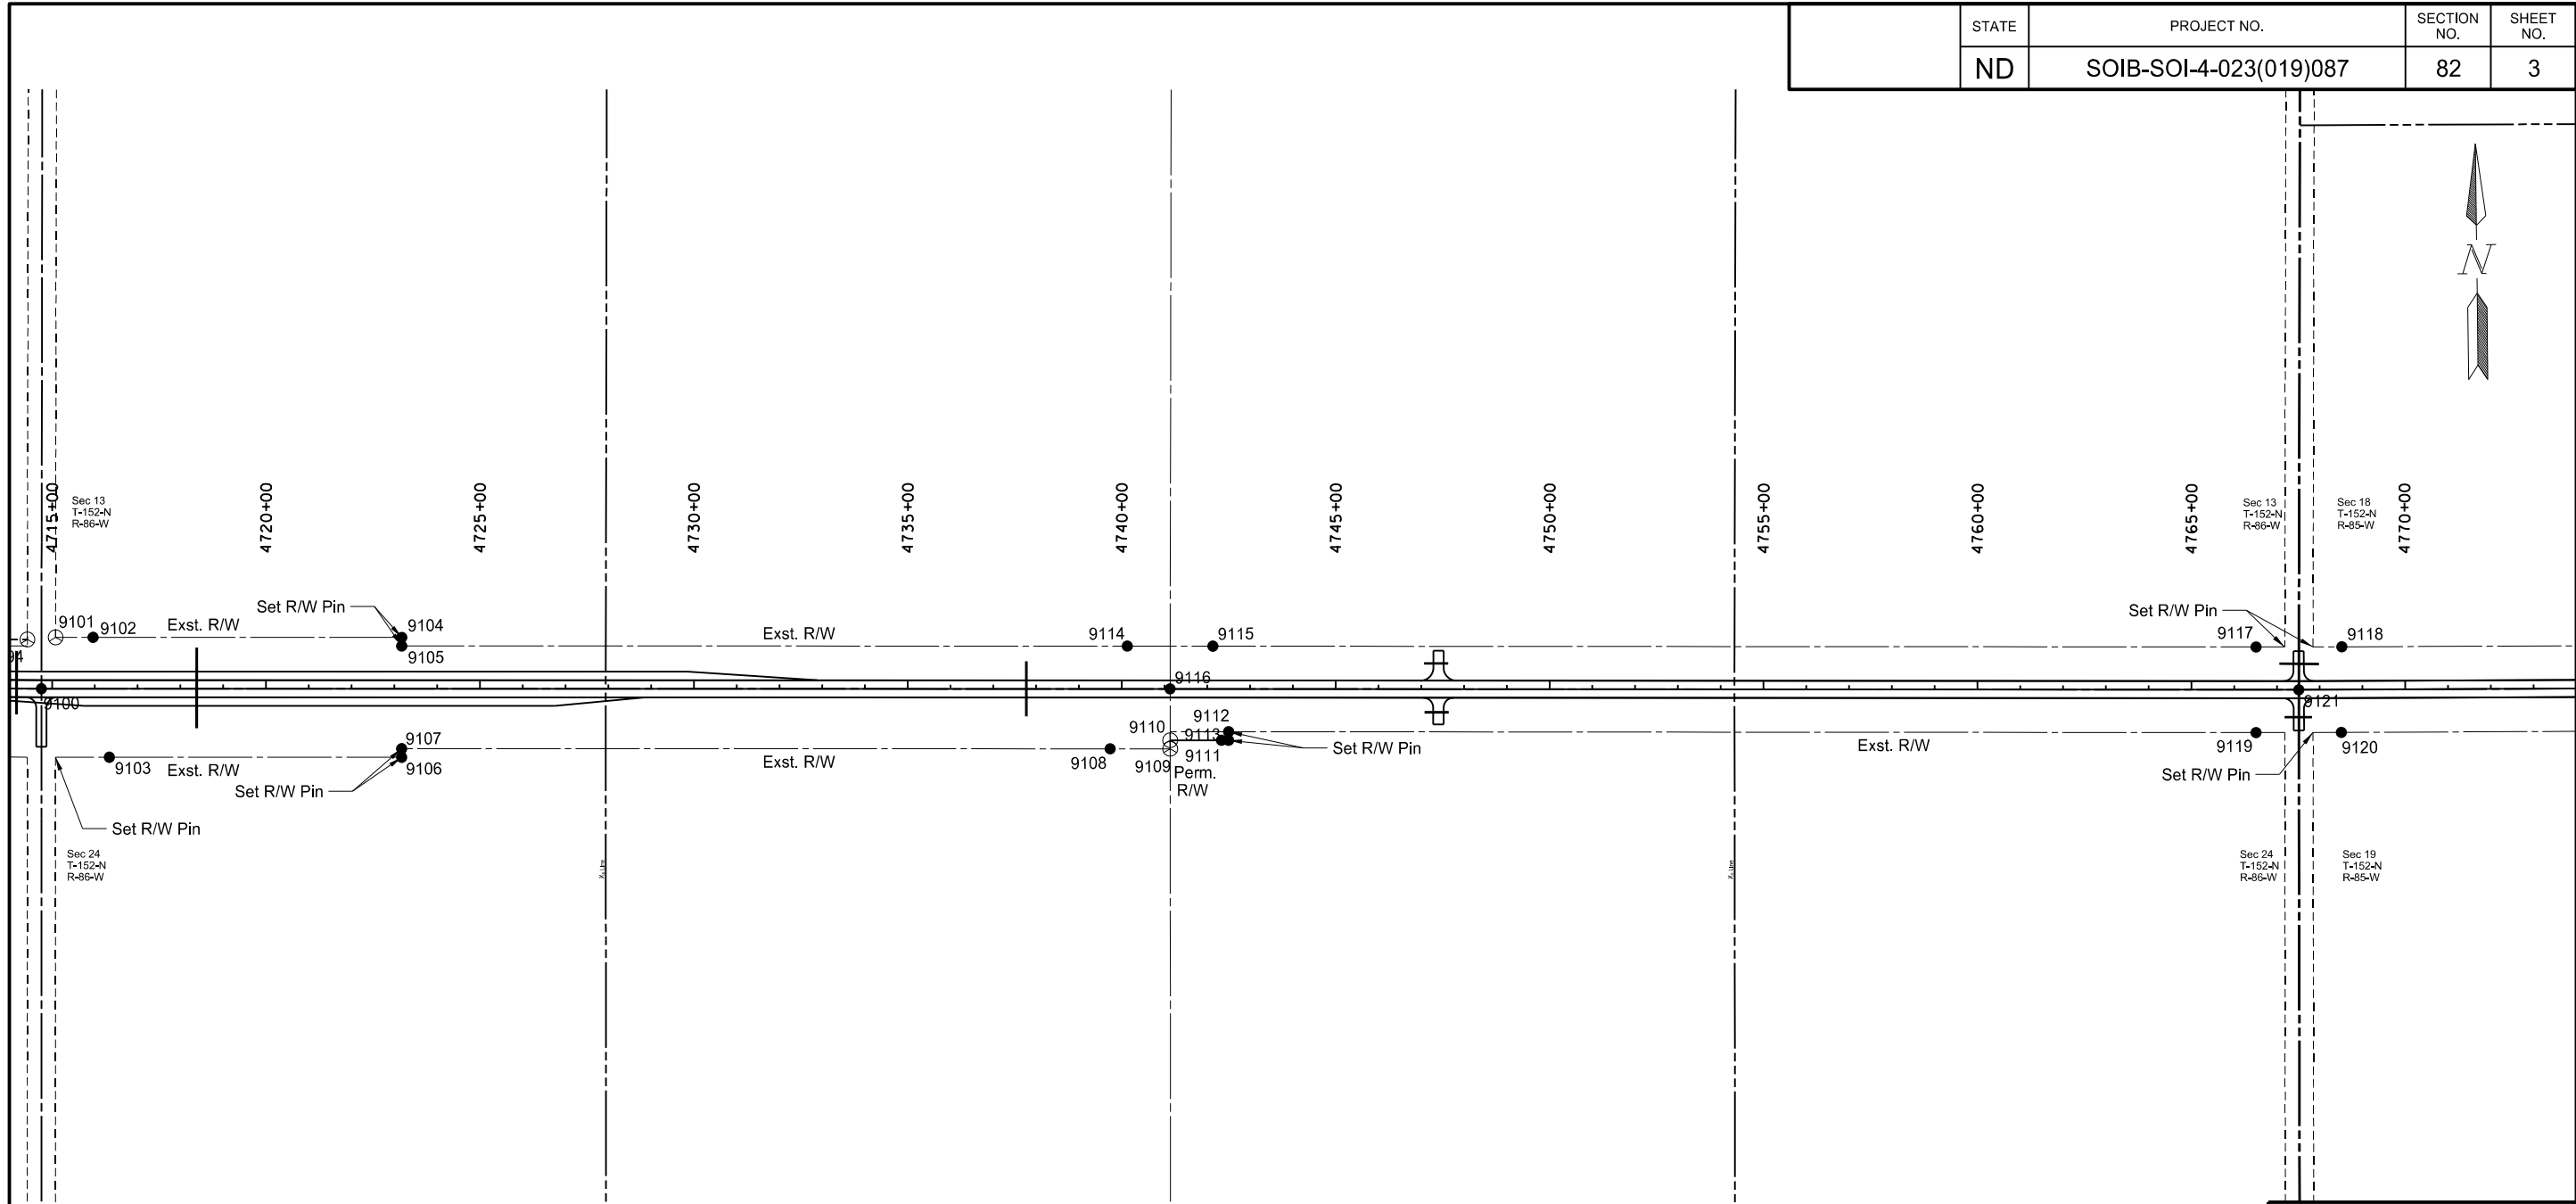 STATE
PROJECT NO.
SECTION NO.
SHEET NO.
ND
SOIB-SOI-4-023(019)087
82
3
N
4715+00
4720+00
4725+00
4730+00
4735+00
4740+00
4745+00
4750+00
4755+00
4760+00
4765+00
4770+00
Sec 13
T-152-N
R-86-W
Sec 13
T-152-N
R-86-W
Sec 18
T-152-N
R-85-W
Set R/W Pin
9101
9102
Exst. R/W
9104
9105
Exst. R/W
9114
9115
Set R/W Pin
9117
9118
94
9100
9116
9121
9107
9106
9103
Exst. R/W
Set R/W Pin
Set R/W Pin
Exst. R/W
9108
9109
9110
9112
9113
9111
Perm.
R/W
Set R/W Pin
Exst. R/W
9119
9120
Set R/W Pin
Sec 24
T-152-N
R-86-W
Sec 24
T-152-N
R-86-W
Sec 19
T-152-N
R-85-W